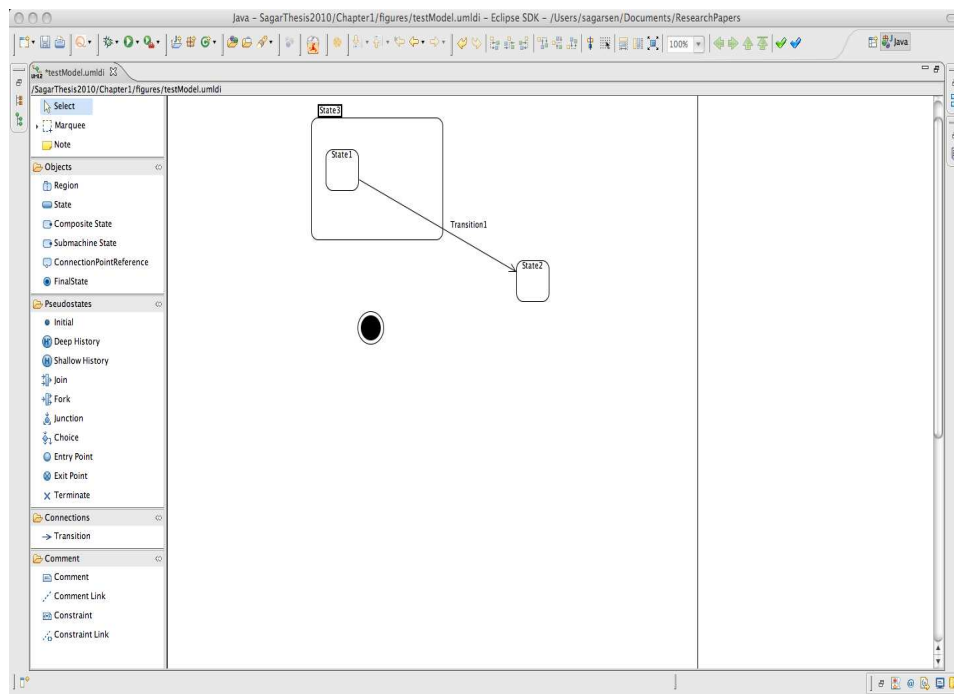 Java – SagarThesis2010/Chapter1/figures/testModel.umldi – Eclipse SDK – /Users/sagarsen/Documents/ResearchPapers
100%
Java
*testModel.umldi
/SagarThesis2010/Chapter1/figures/testModel.umldi
Select
Marquee
Note
Objects
Region
State
Composite State
Submachine State
ConnectionPointReference
FinalState
Pseudostates
Initial
Deep History
Shallow History
Join
Fork
Junction
Choice
Entry Point
Exit Point
Terminate
Connections
Transition
Comment
Comment
Comment Link
Constraint
Constraint Link
State3
State1
Transition1
State2